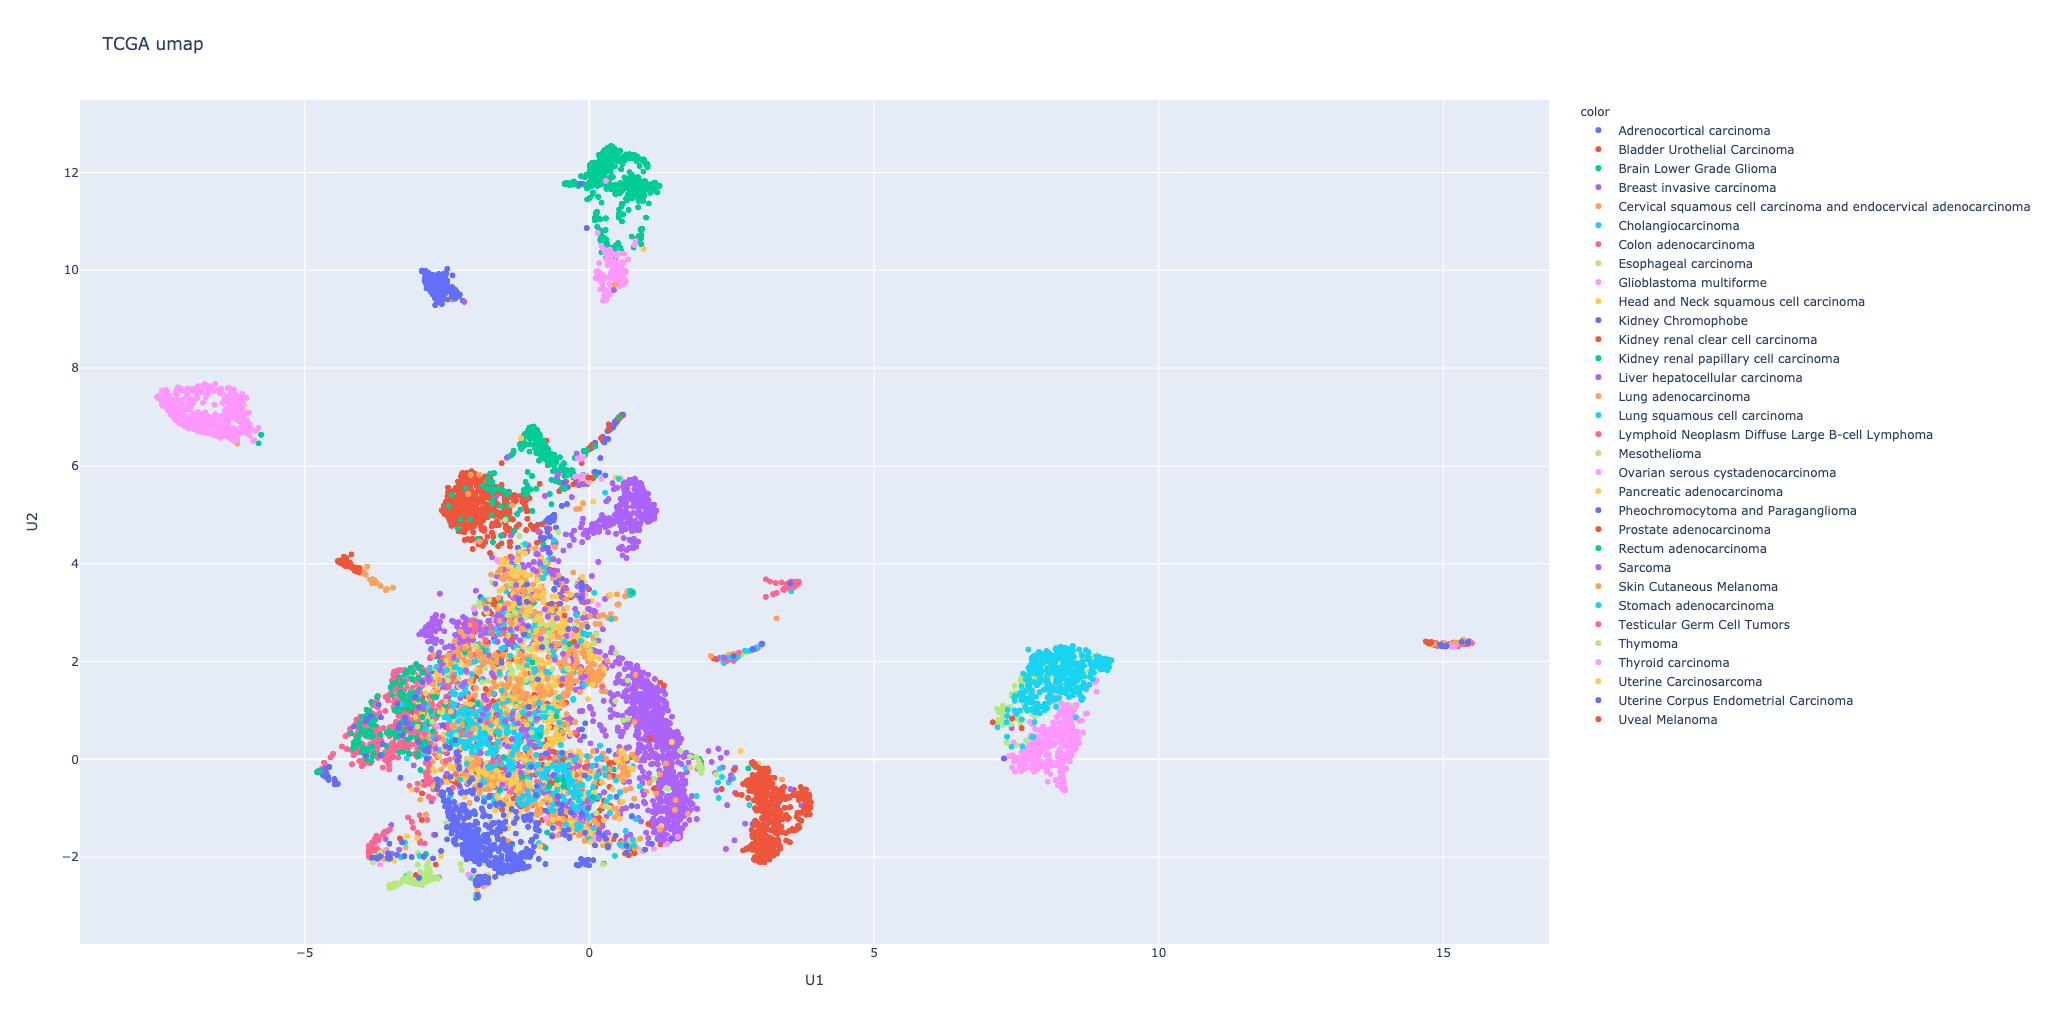 TCGA umap
color
Adrenocortical carcinoma
Bladder Urothelial Carcinoma
Brain Lower Grade Glioma
Breast invasive carcinoma
Cervical squamous cell carcinoma and endocervical adenocarcinoma
Cholangiocarcinoma
Colon adenocarcinoma
Esophageal carcinoma
Glioblastoma multiforme
Head and Neck squamous cell carcinoma
Kidney Chromophobe
Kidney renal clear cell carcinoma
Kidney renal papillary cell carcinoma
Liver hepatocellular carcinoma
Lung adenocarcinoma
Lung squamous cell carcinoma
Lymphoid Neoplasm Diffuse Large B-cell Lymphoma
Mesothelioma
Ovarian serous cystadenocarcinoma
Pancreatic adenocarcinoma
Pheochromocytoma and Paraganglioma
Prostate adenocarcinoma
Rectum adenocarcinoma
Sarcoma
Skin Cutaneous Melanoma
Stomach adenocarcinoma
Testicular Germ Cell Tumors
Thymoma
Thyroid carcinoma
Uterine Carcinosarcoma
Uterine Corpus Endometrial Carcinoma
Uveal Melanoma
12
10
8
6
4
2
0
−2
U2
−5 0 5 10 15
U1